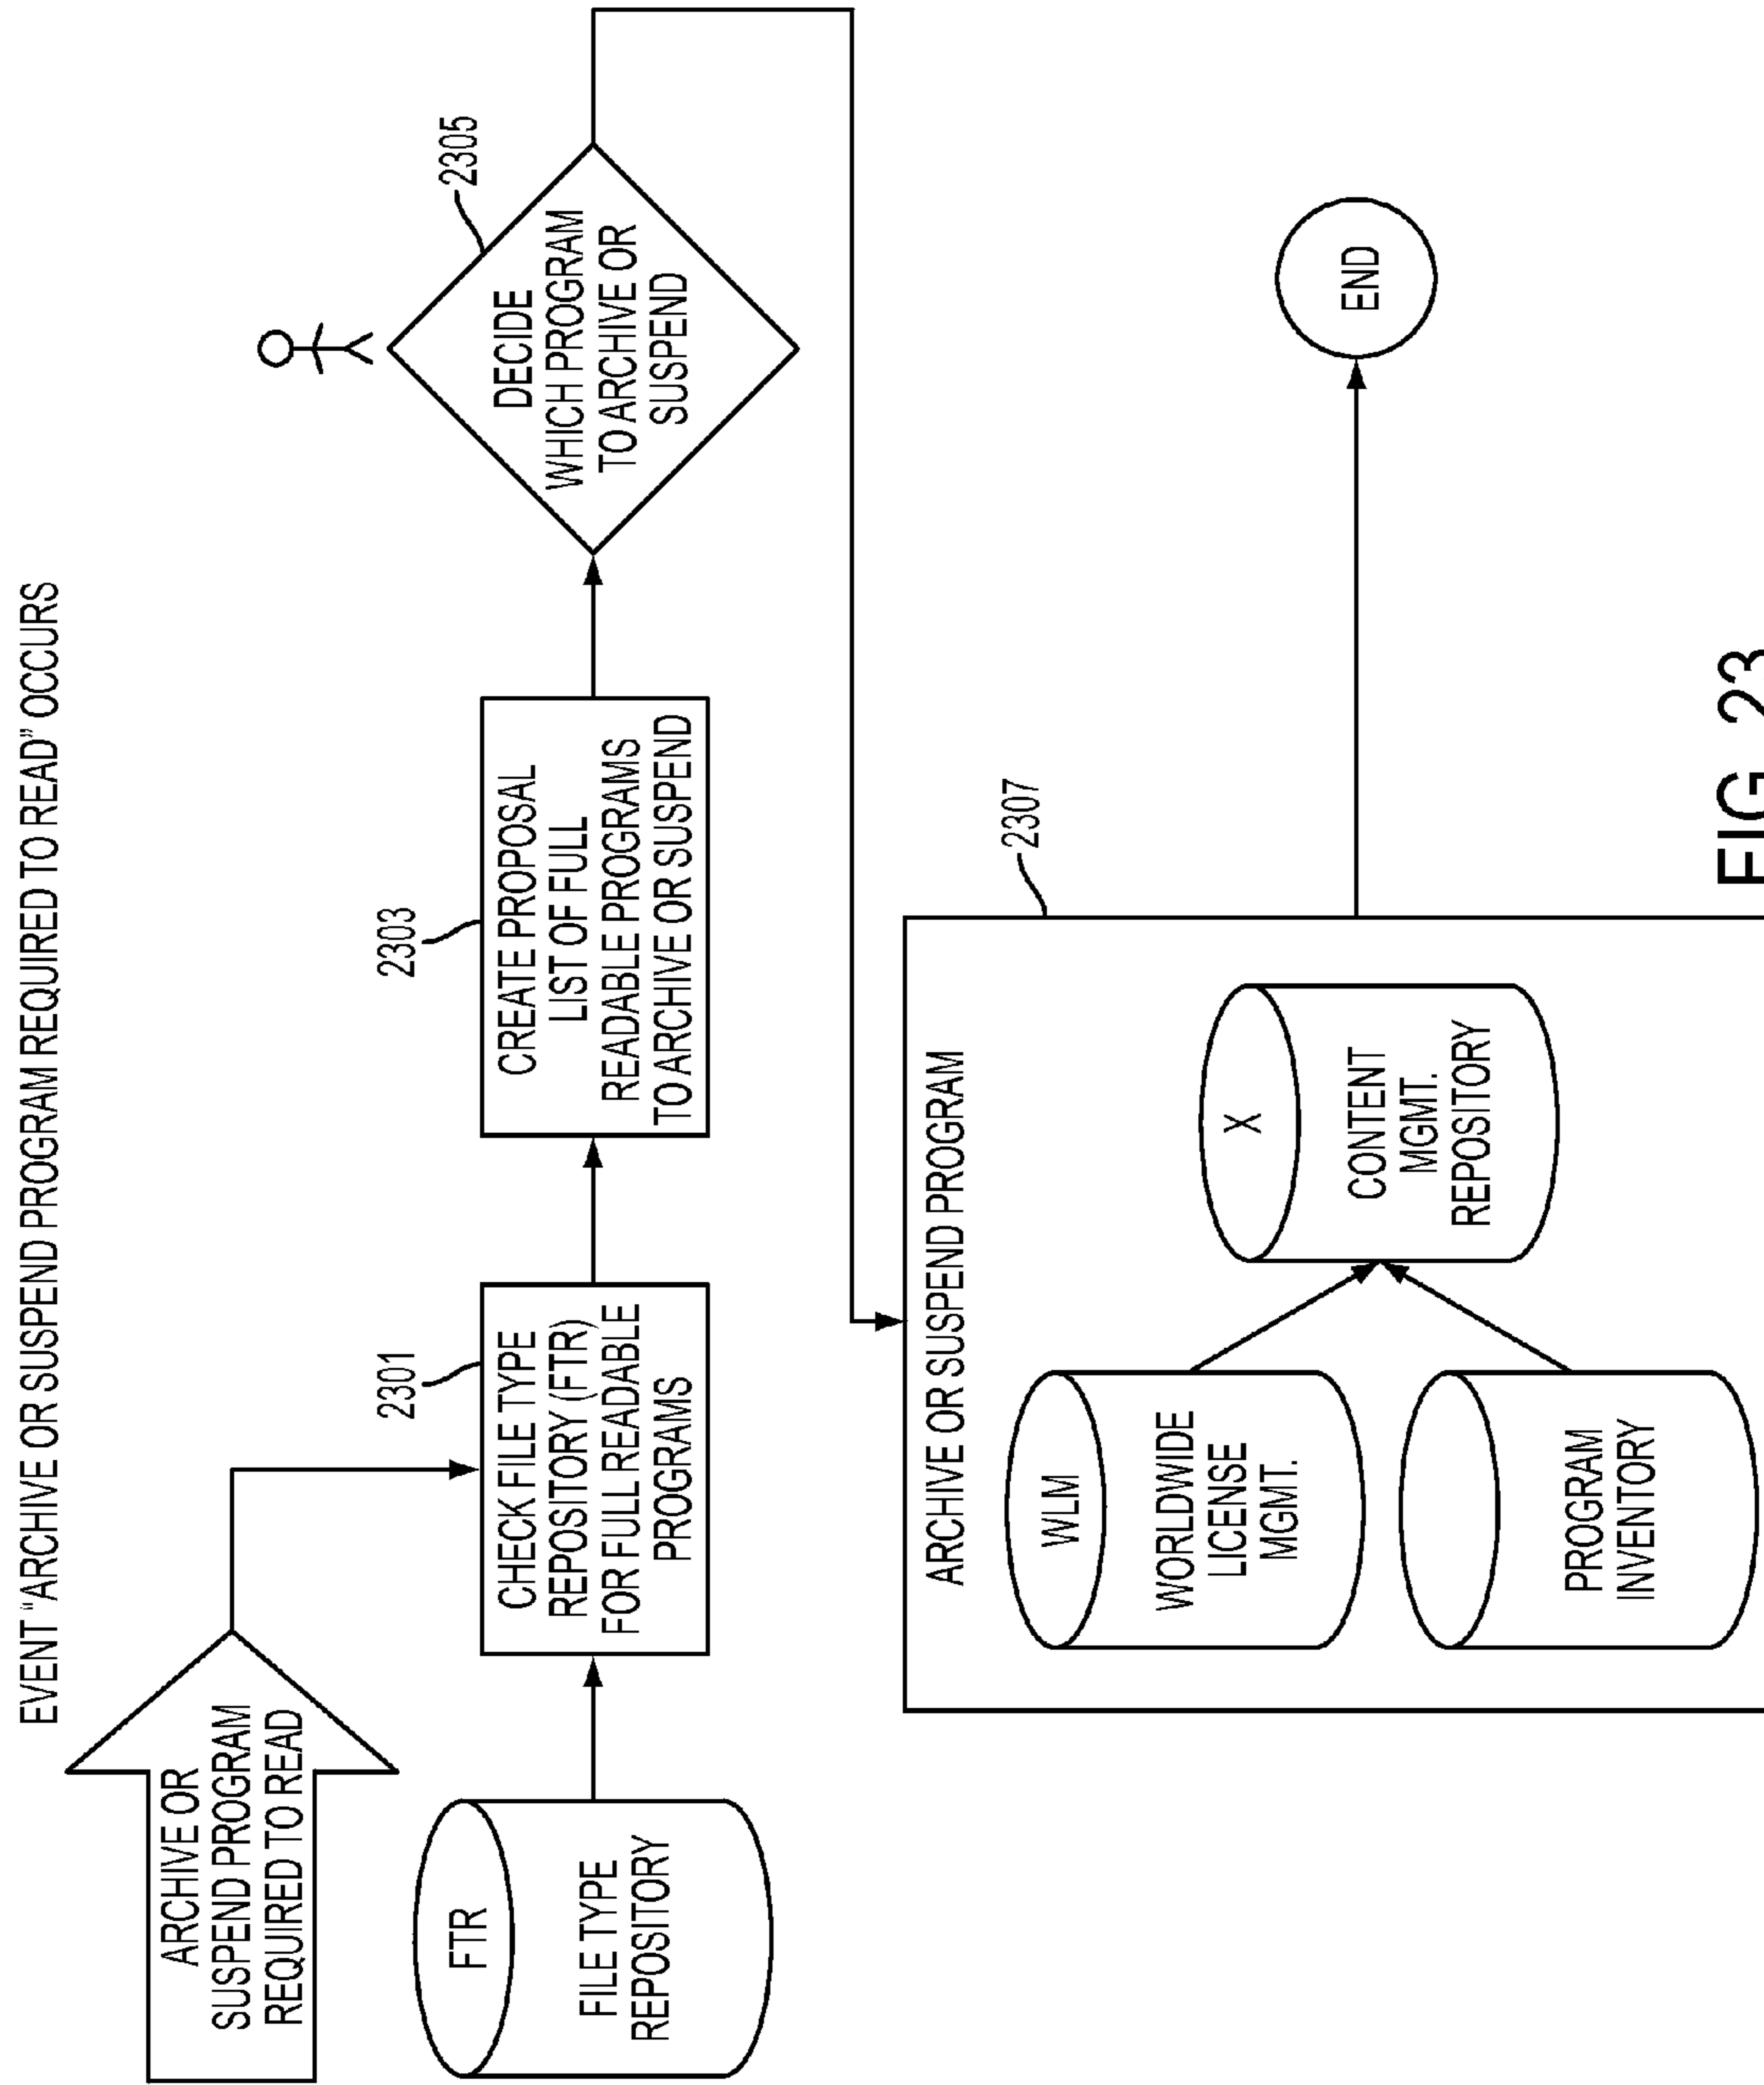 EVENT “ARCHIVE OR SUSPEND PROGRAM REQUIRED TO READ” OCCURS
ARCHIVE OR
SUSPEND PROGRAM
REQUIRED TO READ
FTR
FILE TYPE
REPOSITORY
2301
CHECK FILE TYPE
REPOSITORY (FTR)
FOR FULL READABLE
PROGRAMS
2303
CREATE PROPOSAL
LIST OF FULL
READABLE PROGRAMS
TO ARCHIVE OR SUSPEND
2305
DECIDE
WHICH PROGRAM
TO ARCHIVE OR
SUSPEND
2307
ARCHIVE OR SUSPEND PROGRAM
WLM
WORLDWIDE
LICENSE
MGMT.
PROGRAM
INVENTORY
X
CONTENT
MGMT.
REPOSITORY
END
FIG. 23